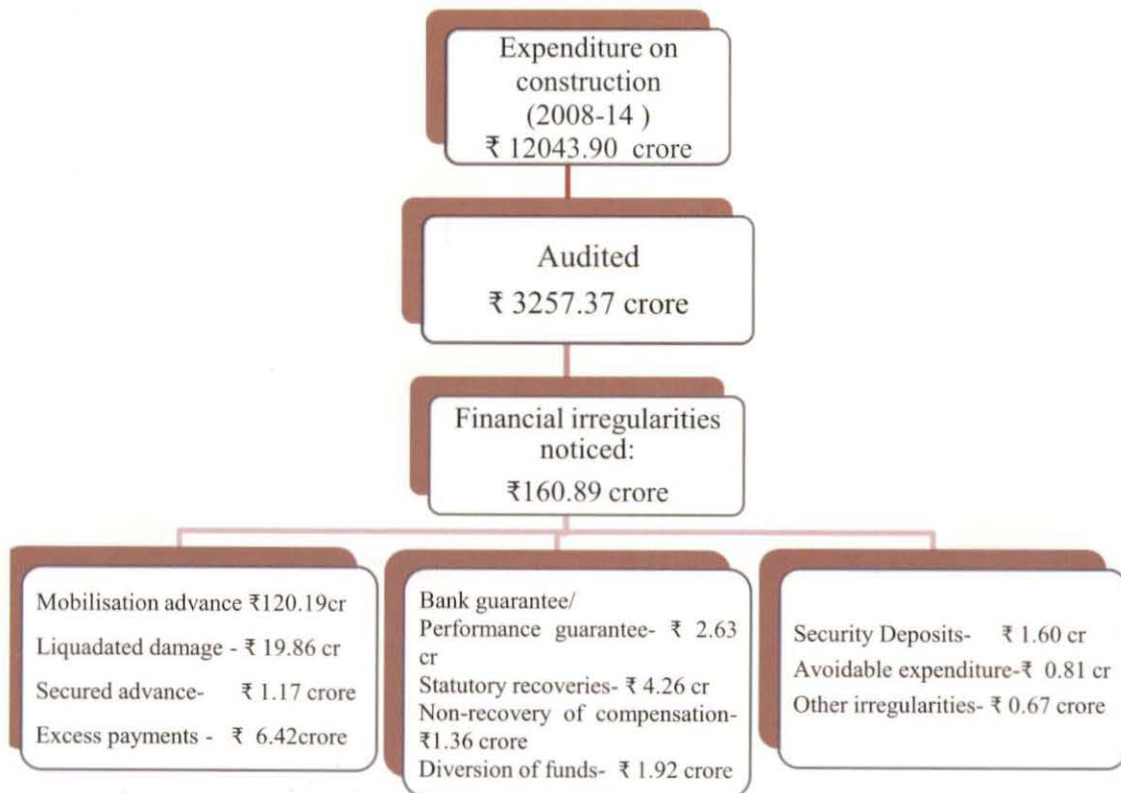 Expenditure on
construction
(2008-14 )
₹ 12043.90 crore
Audited
₹ 3257.37 crore
Financial irregularities
noticed:
₹160.89 crore
Mobilisation advance ₹120.19cr
Liquadated damage - ₹ 19.86 cr
Secured advance- ₹ 1.17 crore
Excess payments - ₹ 6.42crore
Bank guarantee/
Performance guarantee- ₹ 2.63
cr
Statutory recoveries- ₹ 4.26 cr
Non-recovery of compensation-
₹1.36 crore
Diversion of funds- ₹ 1.92 crore
Security Deposits- ₹ 1.60 cr
Avoidable expenditure-₹ 0.81 cr
Other irregularities- ₹ 0.67 crore